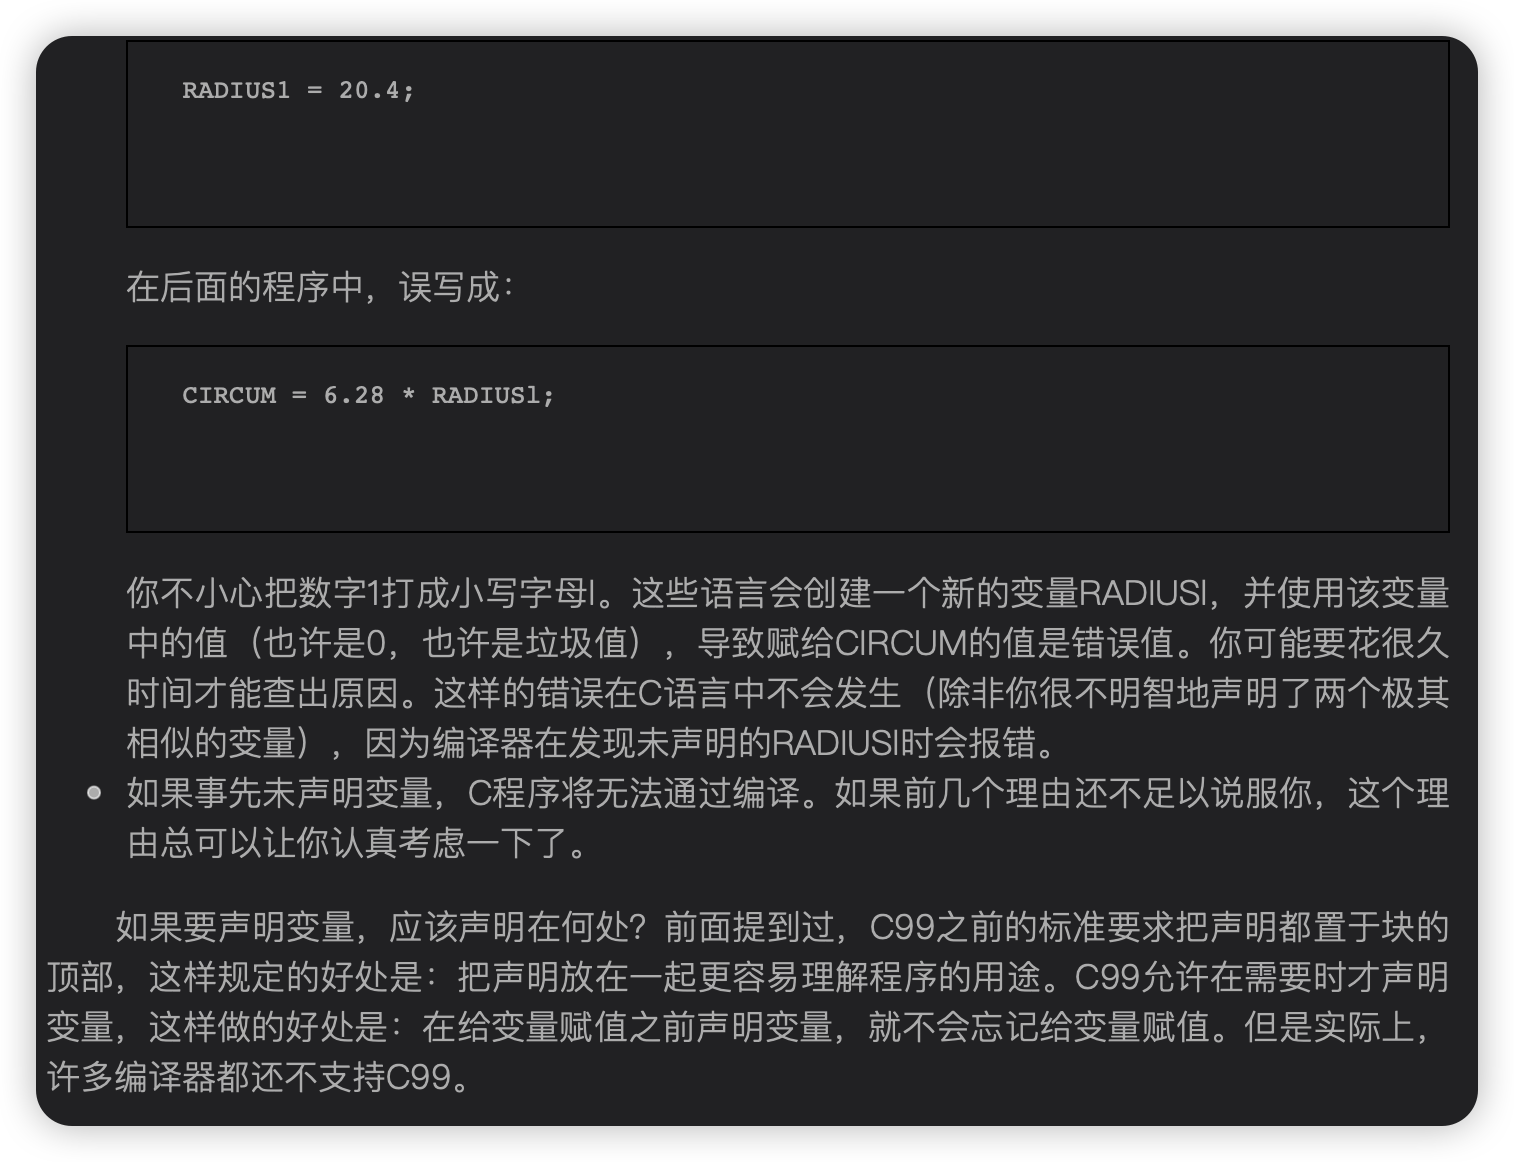 RADIUS1 = 20.4;
在后面的程序中，误写成：
CIRCUM = 6.28 * RADIUSl;
你不小心把数字1打成小写字母l。这些语言会创建一个新的变量RADIUSl，并使用该变量
中的值（也许是0，也许是垃圾值），导致赋给CIRCUM的值是错误值。你可能要花很久
时间才能查出原因。这样的错误在C语言中不会发生（除非你很不明智地声明了两个极其
相似的变量），因为编译器在发现未声明的RADIUSl时会报错。
如果事先未声明变量，C程序将无法通过编译。如果前几个理由还不足以说服你，这个理
由总可以让你认真考虑一下了。
如果要声明变量，应该声明在何处？前面提到过，C99之前的标准要求把声明都置于块的
顶部，这样规定的好处是：把声明放在一起更容易理解程序的用途。C99允许在需要时才声明
变量，这样做的好处是：在给变量赋值之前声明变量，就不会忘记给变量赋值。但是实际上，
许多编译器都还不支持C99。